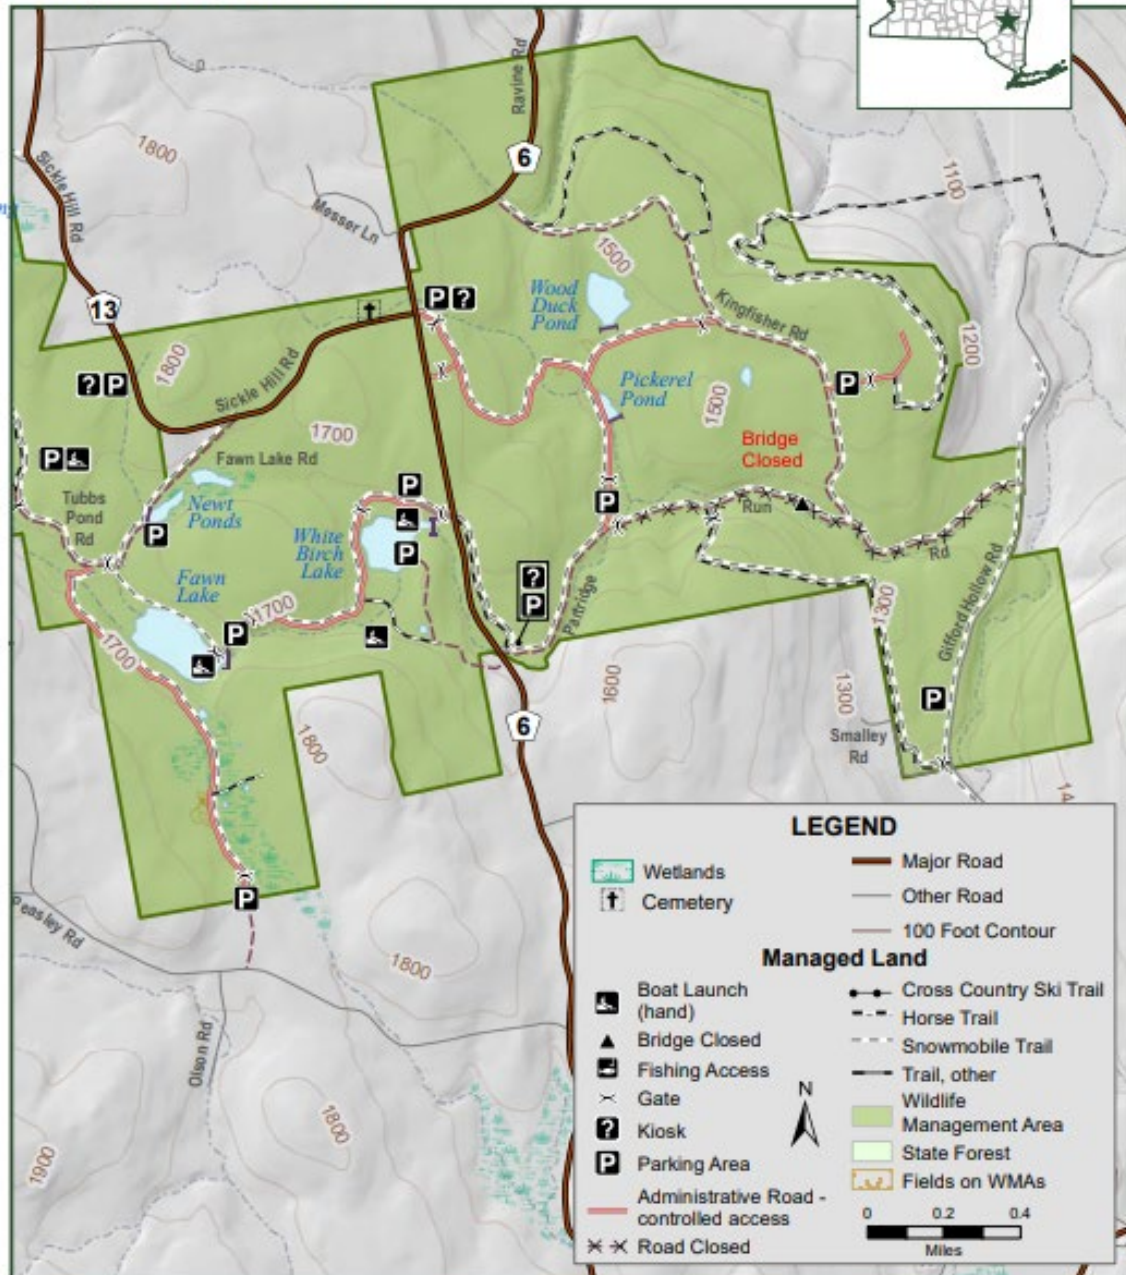 Ravine Rd
6
1800
Sickle Hill Rd
1100
Messer Ln
1500
Wood
Duck
Pond
P ?
Kingfisher Rd
13
1200
1800
? P
Sickle Hill Rd
Pickerel
Pond
1500
P
1700
Bridge
Closed
P
Fawn Lake Rd
Tubbs
Pond
Rd
Newt
Ponds
P
P
P
Run
White
Birch
Lake
P
Rd
Fawn
Lake
?
P
Partridge
1700
1300
Gifford Hollow Rd
P
1700
1600
1300
P
Smalley
Rd
1800
6
14
P
Peasley Rd
1800
Olson Rd
1800
1900
LEGEND
Wetlands
Cemetery
Major Road
Other Road
100 Foot Contour
Managed Land
Boat Launch
(hand)
Bridge Closed
Fishing Access
Gate
? Kiosk
P Parking Area
Administrative Road -
controlled access
Road Closed
N
Cross Country Ski Trail
Horse Trail
Snowmobile Trail
Trail, other
Wildlife
Management Area
State Forest
Fields on WMAs
0 0.2 0.4
Miles